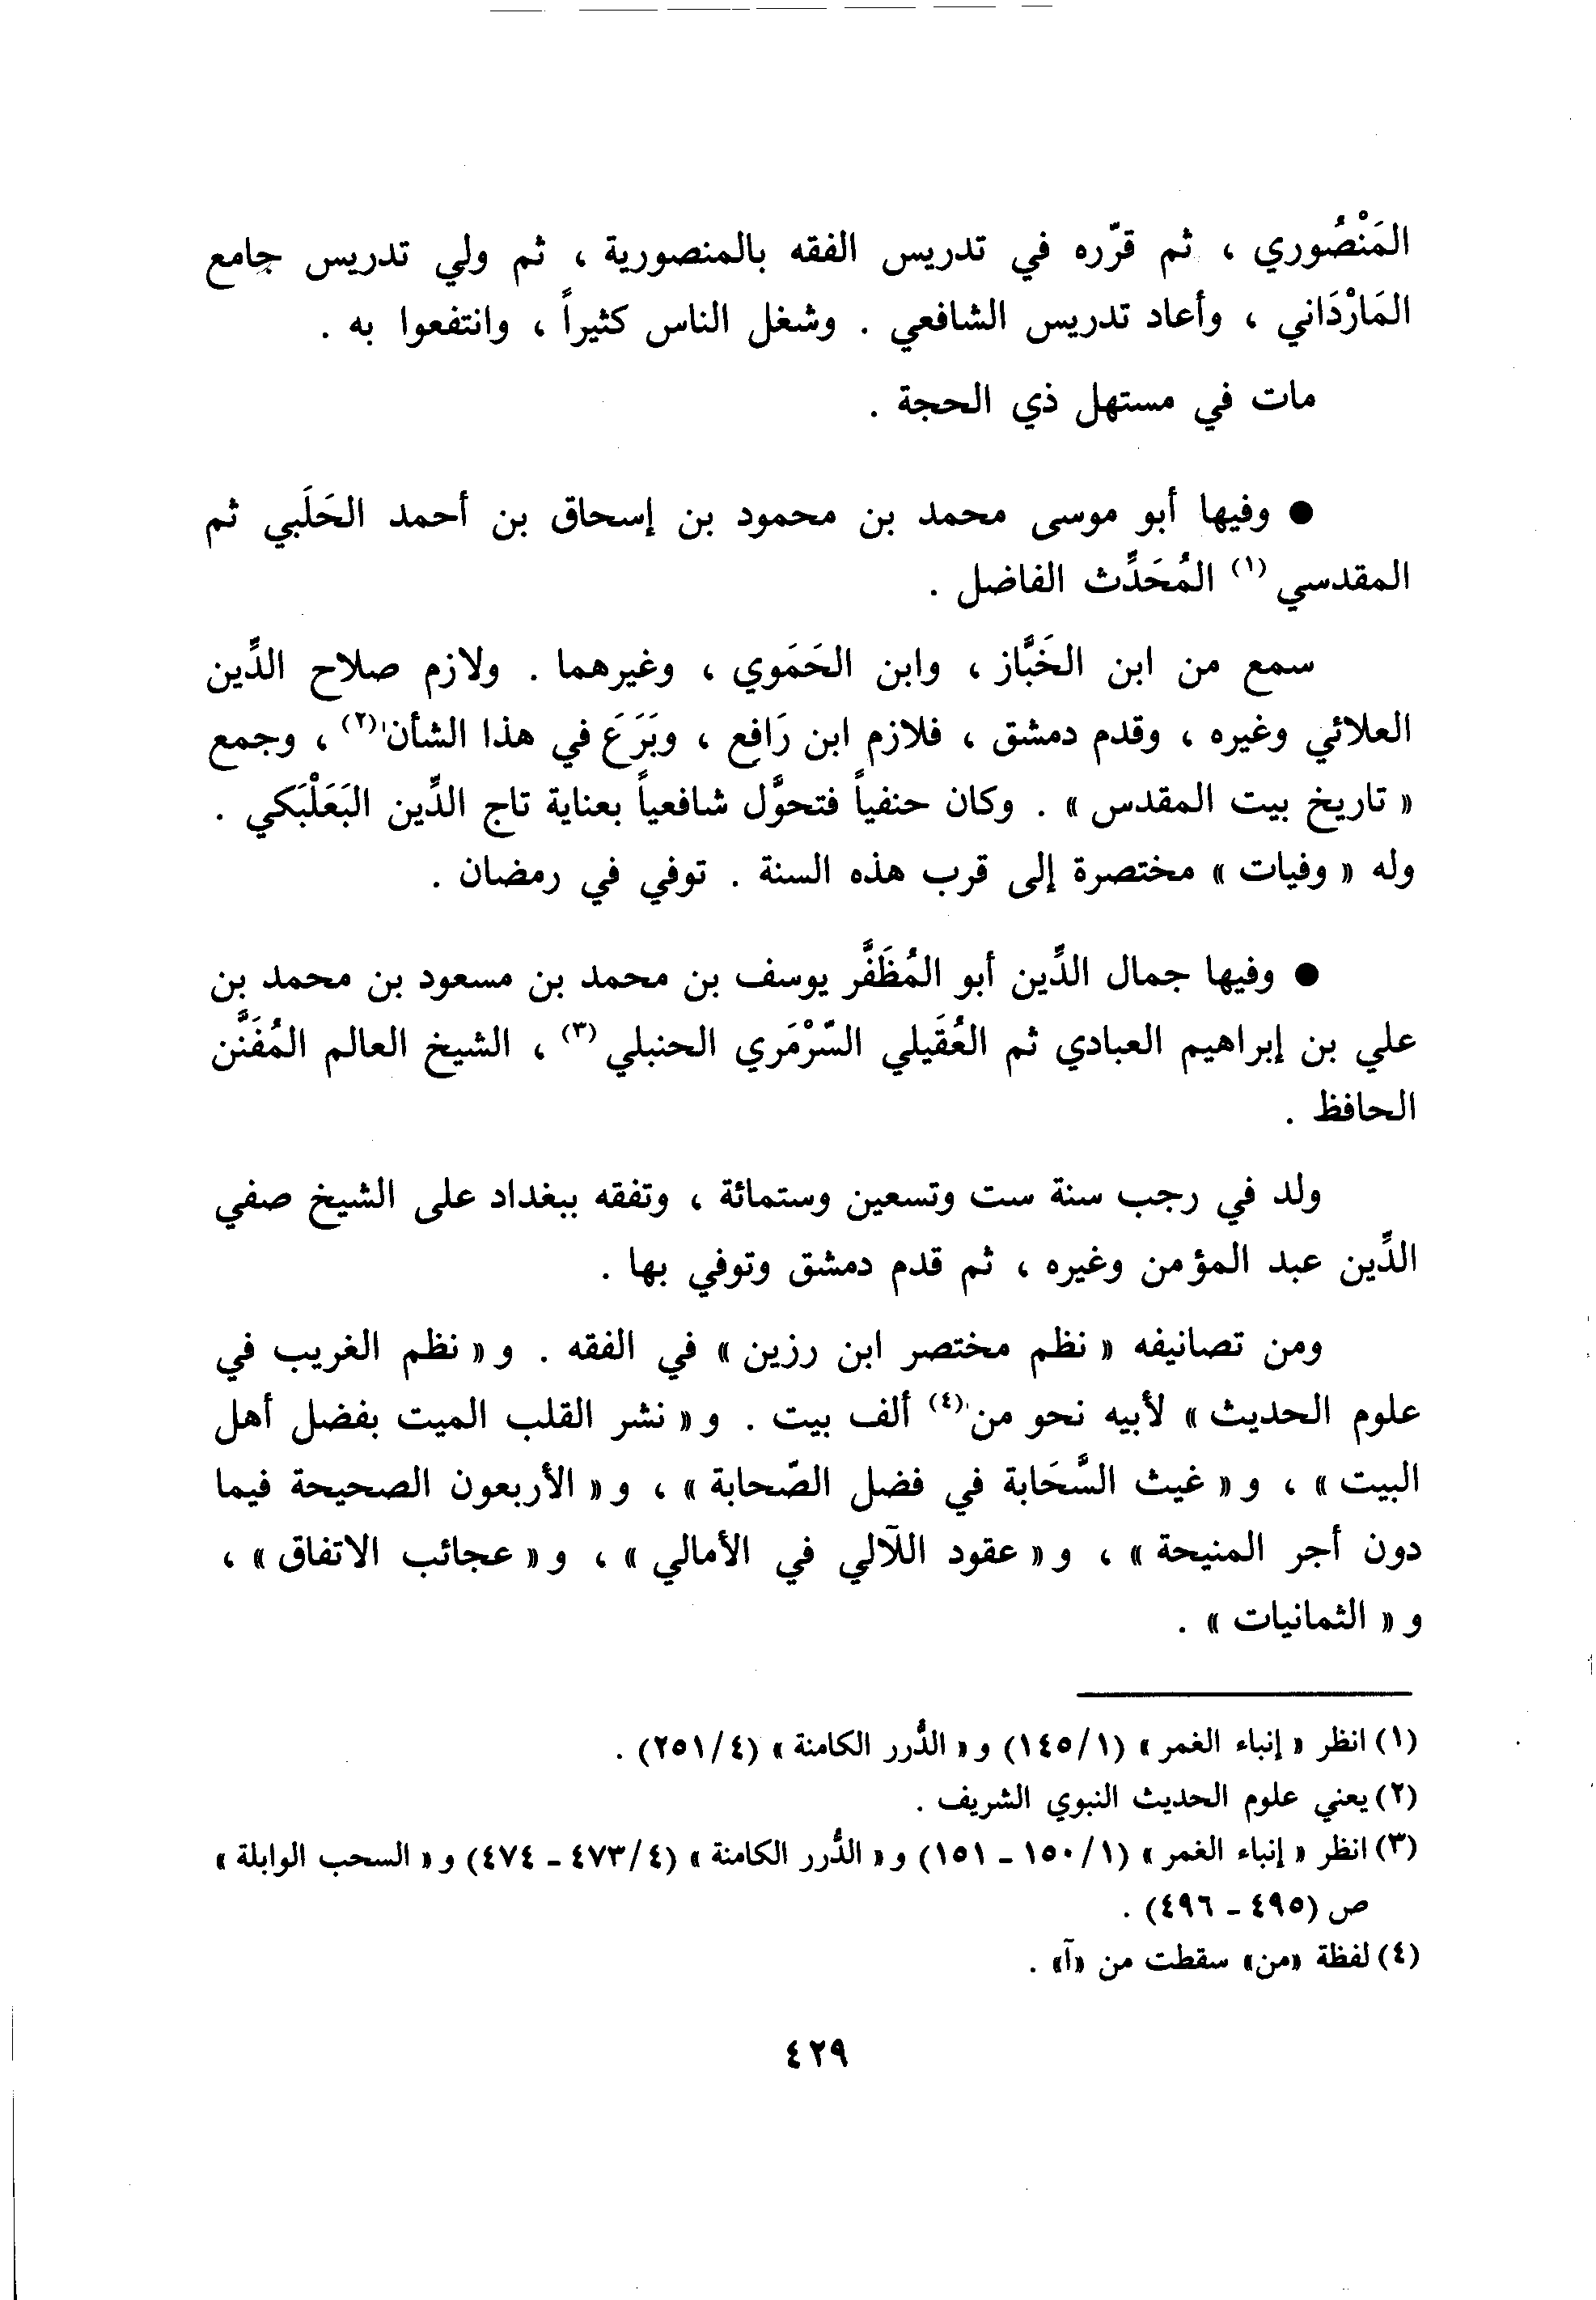 المَنْصُوري ، ثم قرّره في تدريس الفقه بالمنصورية ، ثم ولي تدريس جامع
المَارْدَاني ، وأعاد تدريس الشافعي . وشغل الناس كثيراً ، وانتفعوا به .
مات في مستهل ذي الحجة .
● وفيها أبو موسى محمد بن محمود بن إسحاق بن أحمد الحَلَبي ثم
المقدسي (١) المُحَدِّث الفاضل .
سمع من ابن الخَبَّاز ، وابن الحَمَوي ، وغيرهما . ولازم صلاح الدِّين
العلائي وغيره ، وقدم دمشق ، فلازم ابن رَافع ، وبَرَعَ في هذا الشأن (٢) ، وجمع
« تاريخ بيت المقدس » . وكان حنفياً فتحوَّل شافعياً بعناية تاج الدِّين البَعَلْبَكي .
وله « وفيات » مختصرة إلى قرب هذه السنة . توفي في رمضان .
● وفيها جمال الدِّين أبو المُظَفَّر يوسف بن محمد بن مسعود بن محمد بن
علي بن إبراهيم العبادي ثم العُقَيلي السّرْمَري الحنبلي (٣) ، الشيخ العالم المُفَنَّن
الحافظ .
ولد في رجب سنة ست وتسعين وستمائة ، وتفقه ببغداد على الشيخ صفي
الدِّين عبد المؤمن وغيره ، ثم قدم دمشق وتوفي بها .
ومن تصانيفه « نظم مختصر ابن رزين » في الفقه . و « نظم الغريب في
علوم الحديث » لأبيه نحو من (٤) ألف بيت . و « نشر القلب الميت بفضل أهل
البيت » ، و « غيث السَّحَابة في فضل الصّحابة » ، و « الأربعون الصحيحة فيما
دون أجر المنيحة » ، و « عقود اللآلي في الأمالي » ، و « عجائب الاتفاق » ،
و « الثمانيات » .
(١) انظر « إنباء الغمر » (١/١٤٥) و « الدُّرر الكامنة » (٤/٢٥١) .
(٢) يعني علوم الحديث النبوي الشريف .
(٣) انظر « إنباء الغمر » (١/١٥٠ - ١٥١) و « الدُّرر الكامنة » (٤/٤٧٣ - ٤٧٤) و « السحب الوابلة »
ص (٤٩٥ - ٤٩٦) .
(٤) لفظة «من» سقطت من «آ» .
٤٢٩